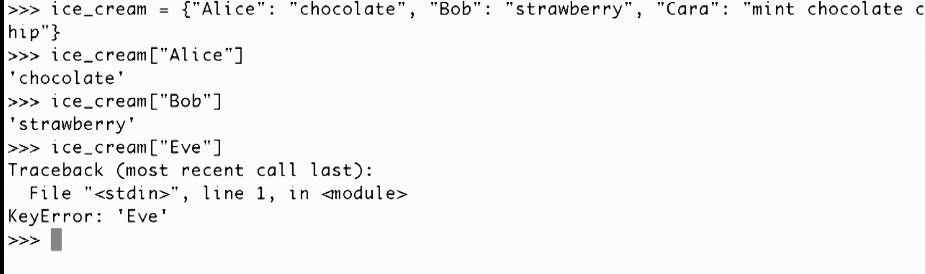 >>> ice_cream = {"Alice": "chocolate", "Bob": "strawberry", "Cara": "mint chocolate c
hip"}
>>> ice_cream["Alice"]
'chocolate'
>>> ice_cream["Bob"]
'strawberry'
>>> ice_cream["Eve"]
Traceback (most recent call last):
  File "<stdin>", line 1, in <module>
KeyError: 'Eve'
>>>